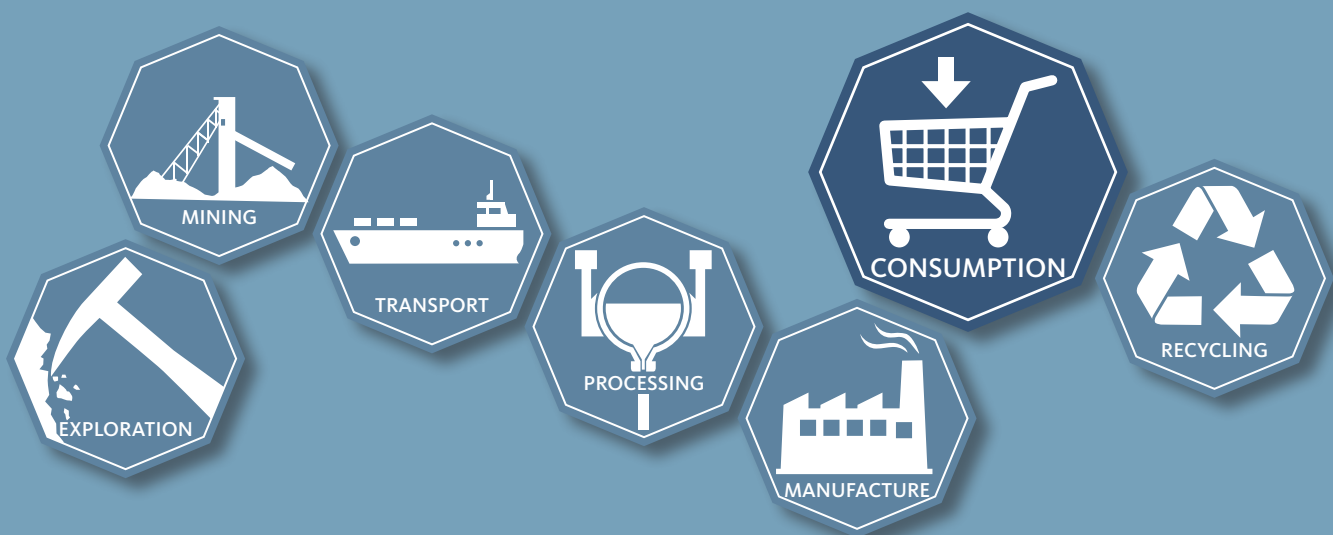 EXPLORATION
MINING
TRANSPORT
PROCESSING
MANUFACTURE
CONSUMPTION
RECYCLING